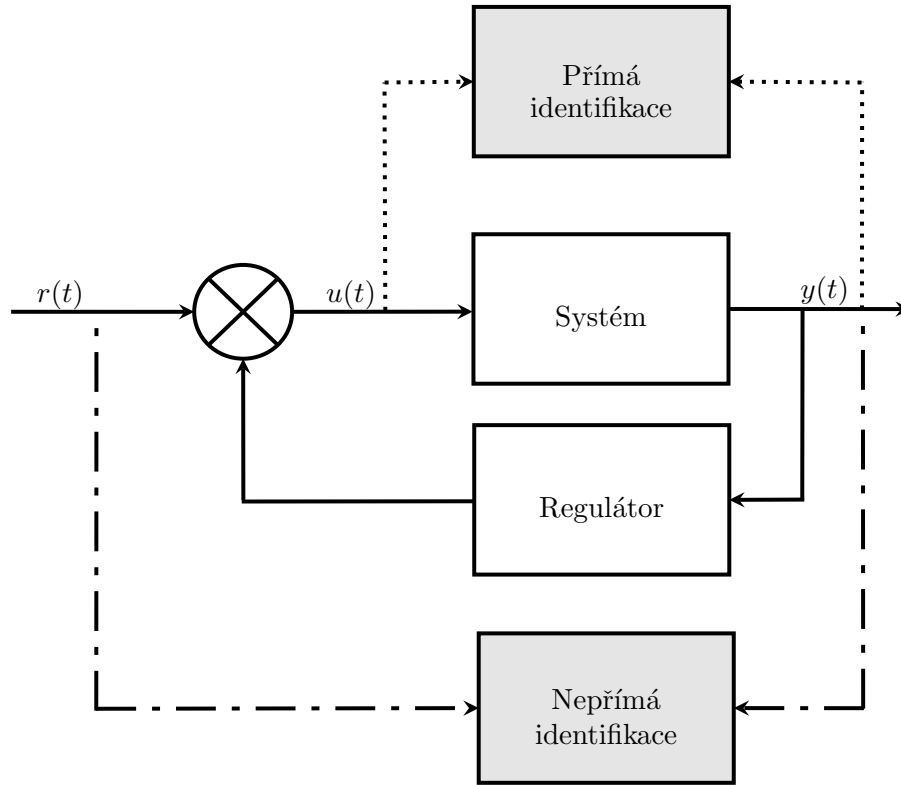 Přímá
identifikace
r(t)
u(t)
y(t)
Systém
Regulátor
Nepřímá
identifikace